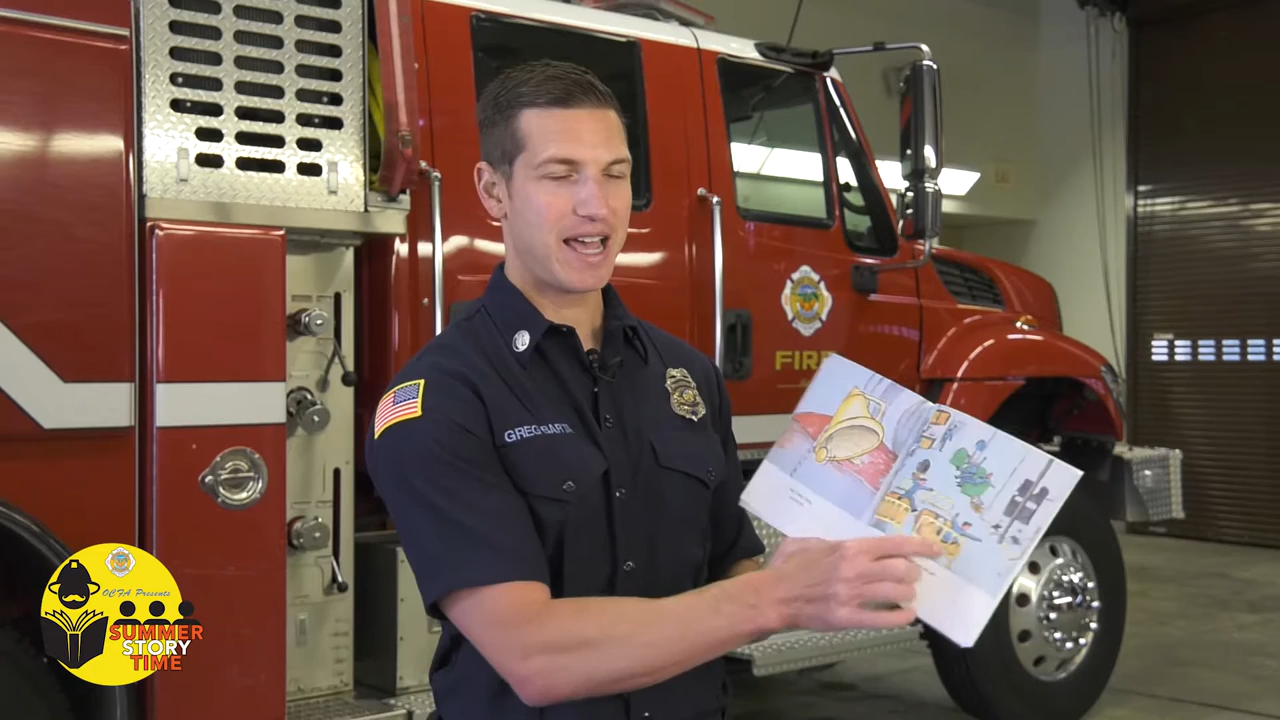 GREG BARTA
FIRE
OCFA Presents
SUMMER
STORY
TIME